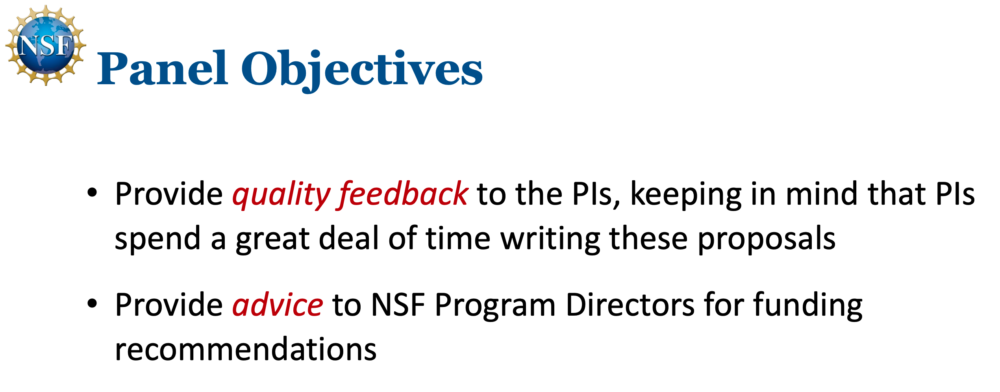 NSF
Panel Objectives
• Provide quality feedback to the PIs, keeping in mind that PIs
spend a great deal of time writing these proposals
• Provide advice to NSF Program Directors for funding
recommendations